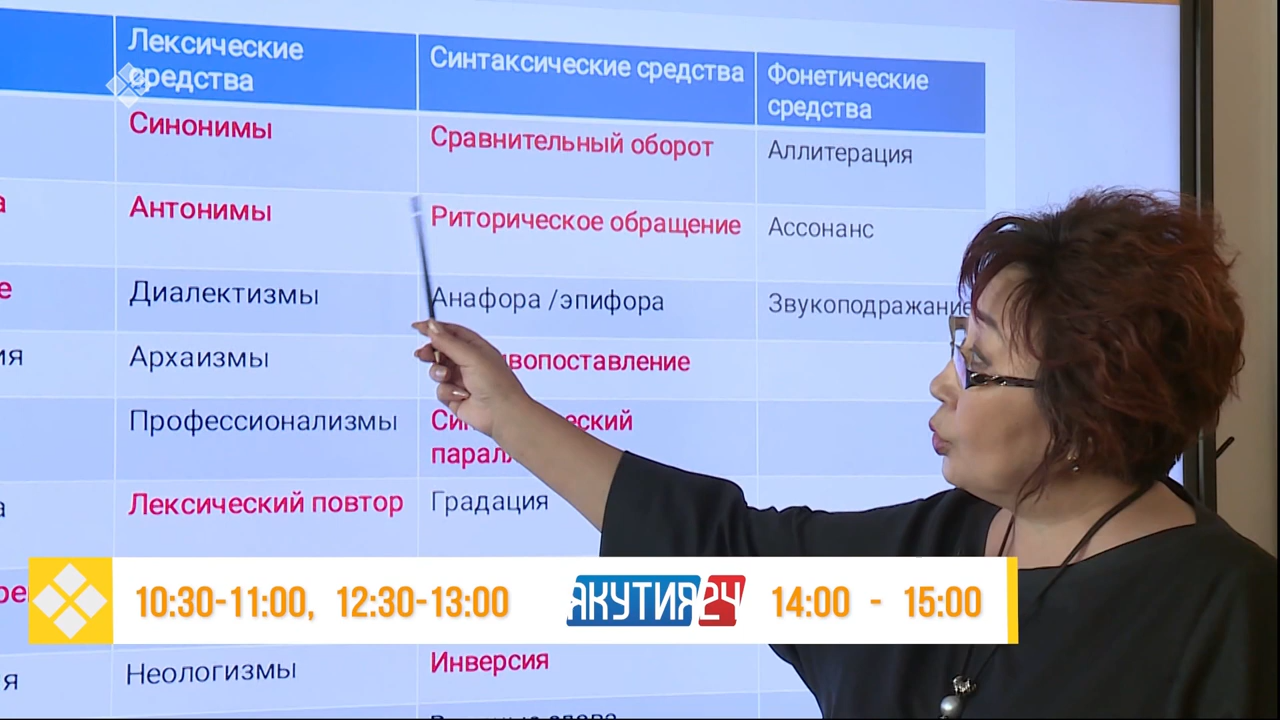 Лексические
средства
Синтаксические средства
Фонетические
средства
Синонимы
Сравнительный оборот
Аллитерация
Антонимы
Риторическое обращение
Ассонанс
Диалектизмы
Анафора /эпифора
Звукоподражание
Архаизмы
Профессионализмы
Лексический повтор
Градация
10:30-11:00, 12:30-13:00 ЯКУТИЯ24 14:00 - 15:00
Неологизмы
Инверсия